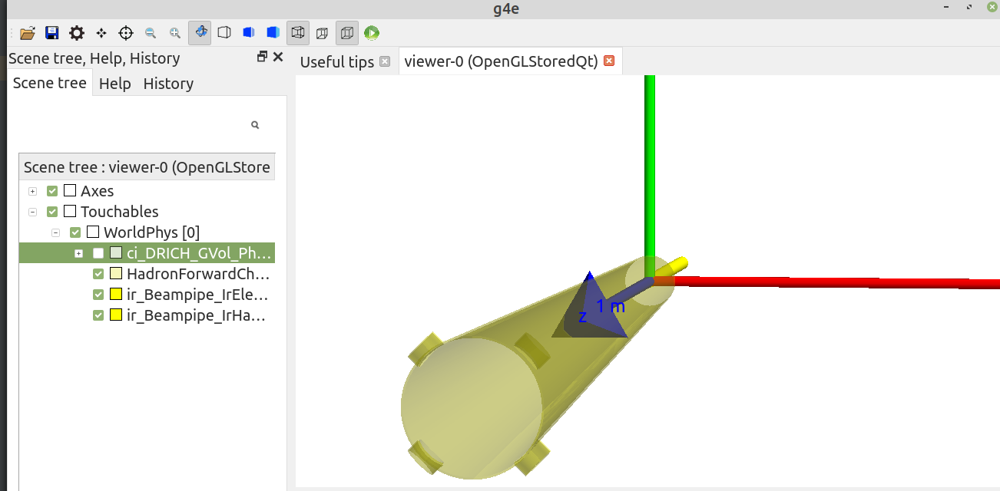 g4e
Scene tree, Help, History
Scene tree Help History
Useful tips viewer-0 (OpenGLStoredQt)
Scene tree : viewer-0 (OpenGLStore
Axes
Touchables
WorldPhys [0]
ci_DRICH_GVol_Ph...
HadronForwardCh...
ir_Beampipe_IrEle...
ir_Beampipe_IrHa...
1 m
z